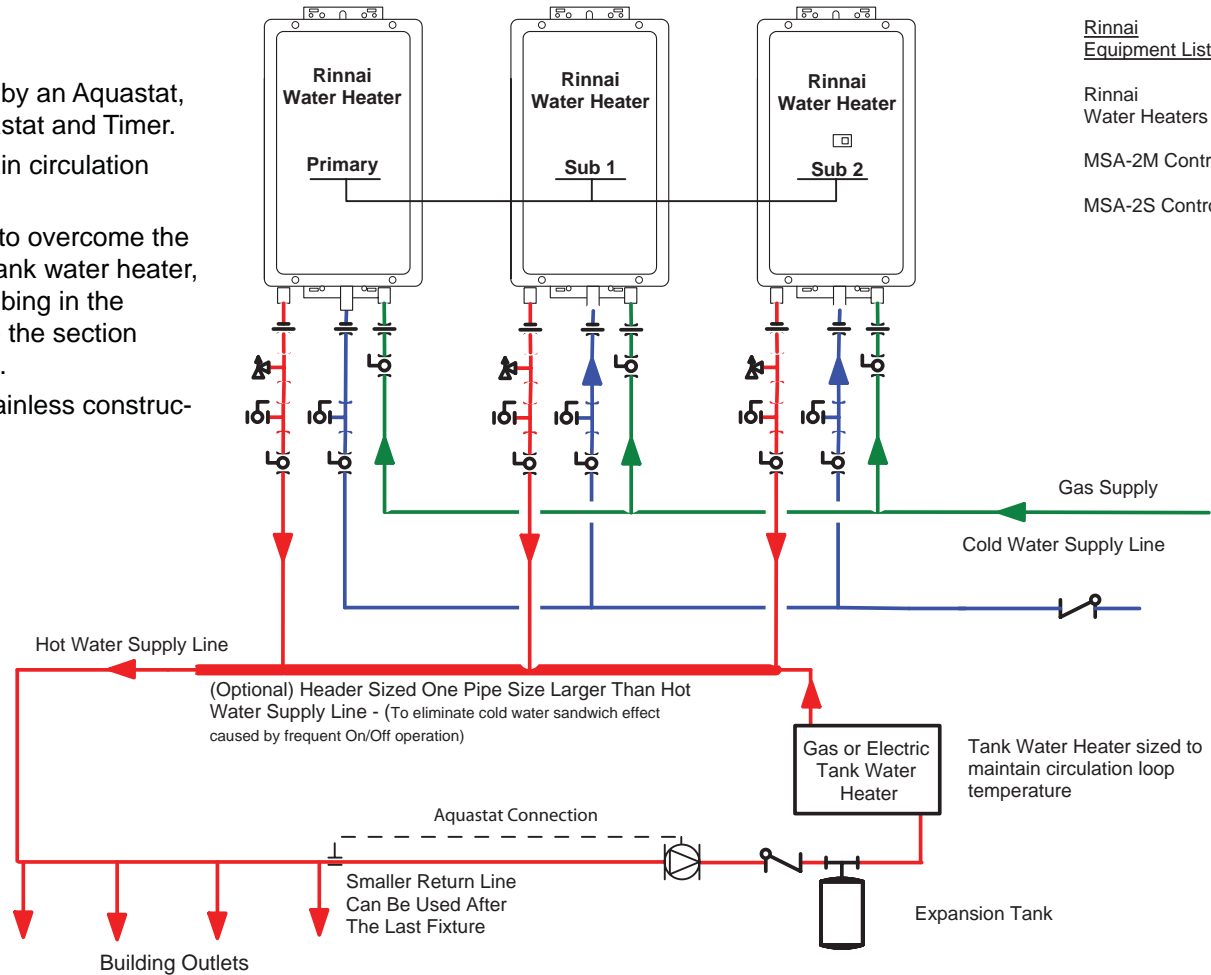 by an Aquastat,
astat and Timer.
in circulation
to overcome the
tank water heater,
bing in the
the section
.
ainless construc-
Rinnai
Water Heater
Primary
Rinnai
Water Heater
Sub 1
Rinnai
Water Heater
Sub 2
Rinnai
Equipment List
Rinnai
Water Heaters
MSA-2M Contr
MSA-2S Contro
Gas Supply
Cold Water Supply Line
Hot Water Supply Line
(Optional) Header Sized One Pipe Size Larger Than Hot
Water Supply Line - (To eliminate cold water sandwich effect
caused by frequent On/Off operation)
Gas or Electric
Tank Water
Heater
Tank Water Heater sized to
maintain circulation loop
temperature
Aquastat Connection
Smaller Return Line
Can Be Used After
The Last Fixture
Expansion Tank
Building Outlets